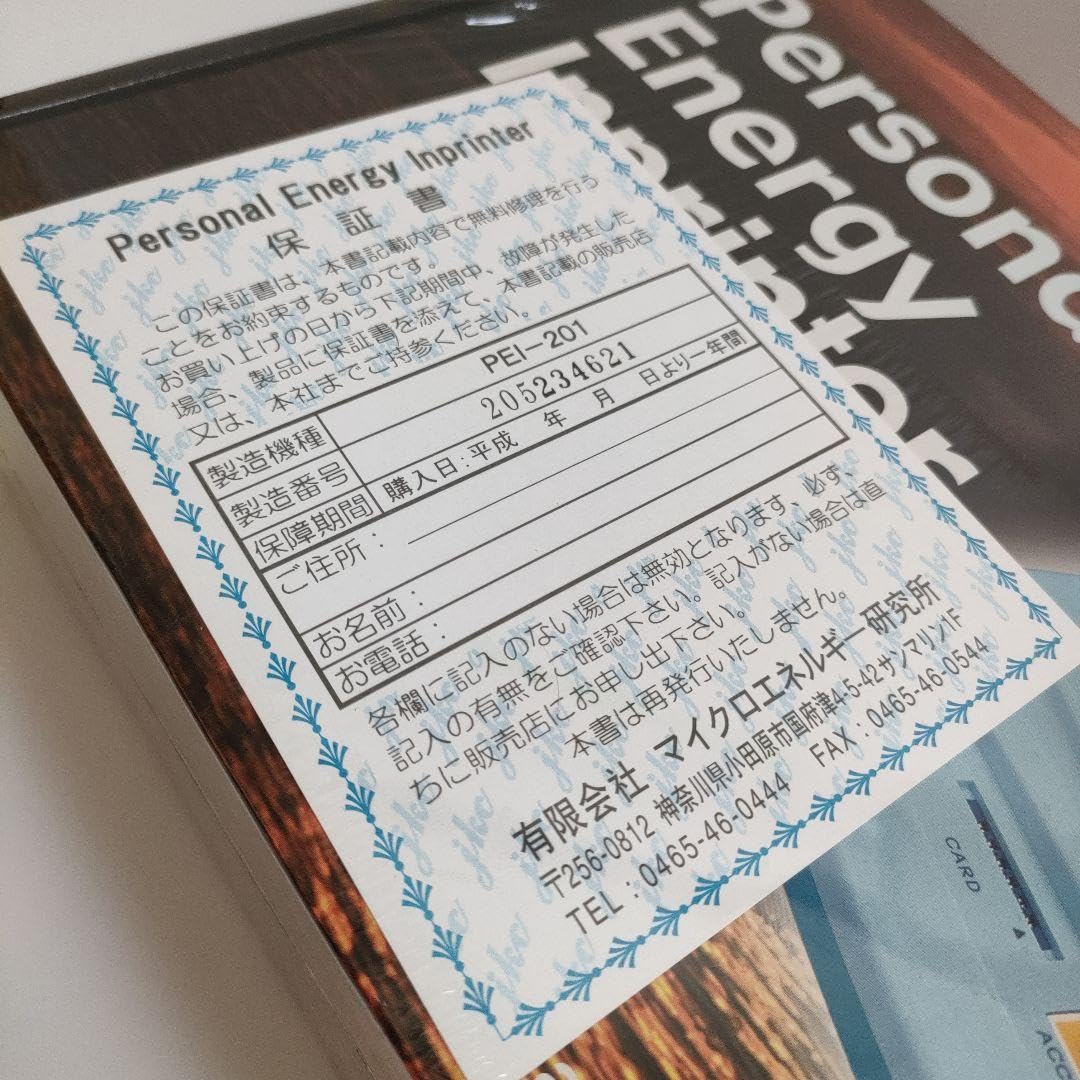 Personal
Energy
Personal Energy Inprinter
保 証 書
この保証書は、本書記載内容で無料修理を行う
ことをお約束するものです。
お買い上げの日から下記期間中、故障が発生した
場合、製品に保証書を添えて、本書記載の販売店
又は、本社までご持参ください。
製造機種 PEI-201
製造番号 205234621
保障期間 購入日:平成 年 月 日より一年間
ご住所:
お名前:
お電話:
各欄に記入のない場合は無効となります、必ず、
記入の有無をご確認下さい。記入がない場合は直
ちに販売店にお申し出下さい。
本書は再発行いたしません。
有限会社 マイクロエネルギー研究所
〒256-0812 神奈川県小田原市国府津4-5-42サンマリン1F
TEL:0465-46-0444 FAX:0465-46-0544
CARD
ACC